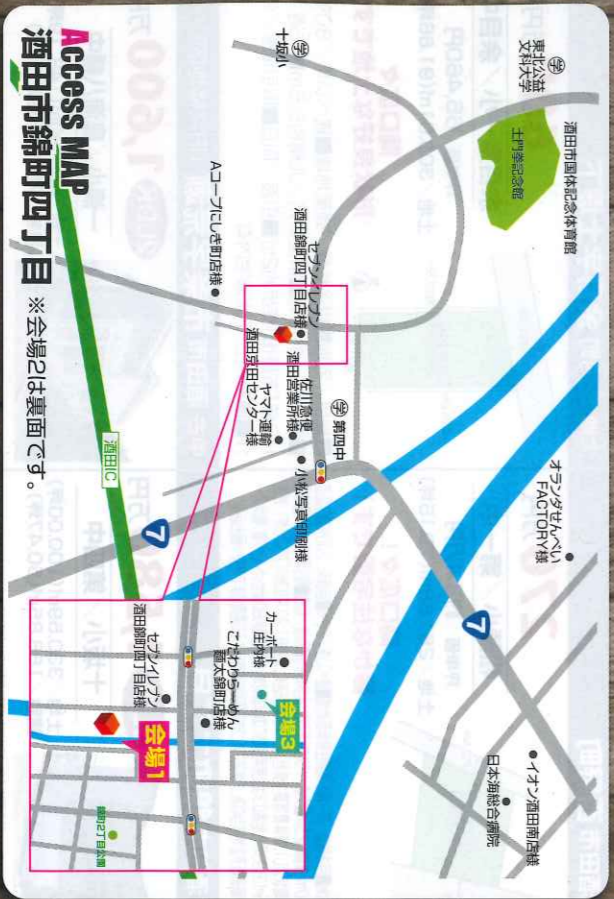 Access MAP
酒田市錦町四丁目 ※会場2は裏面です。
学
東北公益
文科大学
酒田市国体記念体育館
土門拳記念館
学
十坂小
Aコープにしき町店様
セブンイレブン
酒田錦町四丁目店様
佐川急便
酒田営業所様
ヤマト運輸
酒田京田センター様
学 第四中
小松写真印刷様
オランダせんべい
FACTORY様
7
7
イオン酒田南店様
日本海総合病院
酒田IC
カーポート
庄内様
会場3
こだわりらーめん
セブンイレブン
酒田錦町四丁目店様
会場1
錦町2丁目公園